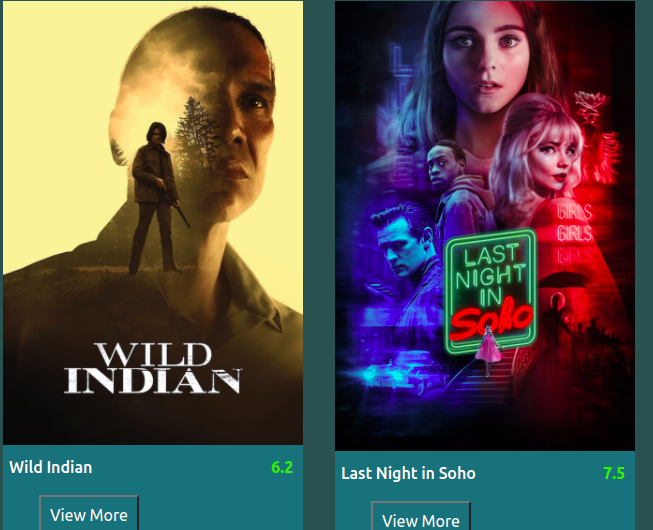 WILD
INDIAN
Wild Indian 6.2
View More
GIRLS
GIRLS
LAST
NIGHT
IN
Soho
Last Night in Soho 7.5
View More